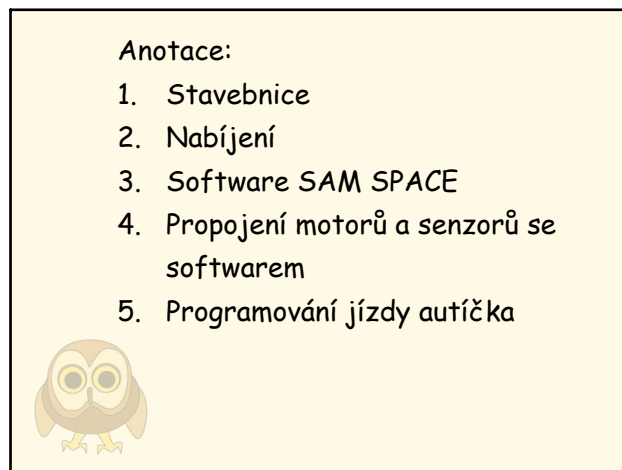 Anotace:
1. Stavebnice
2. Nabíjení
3. Software SAM SPACE
4. Propojení motorů a senzorů se
softwarem
5. Programování jízdy autíčka